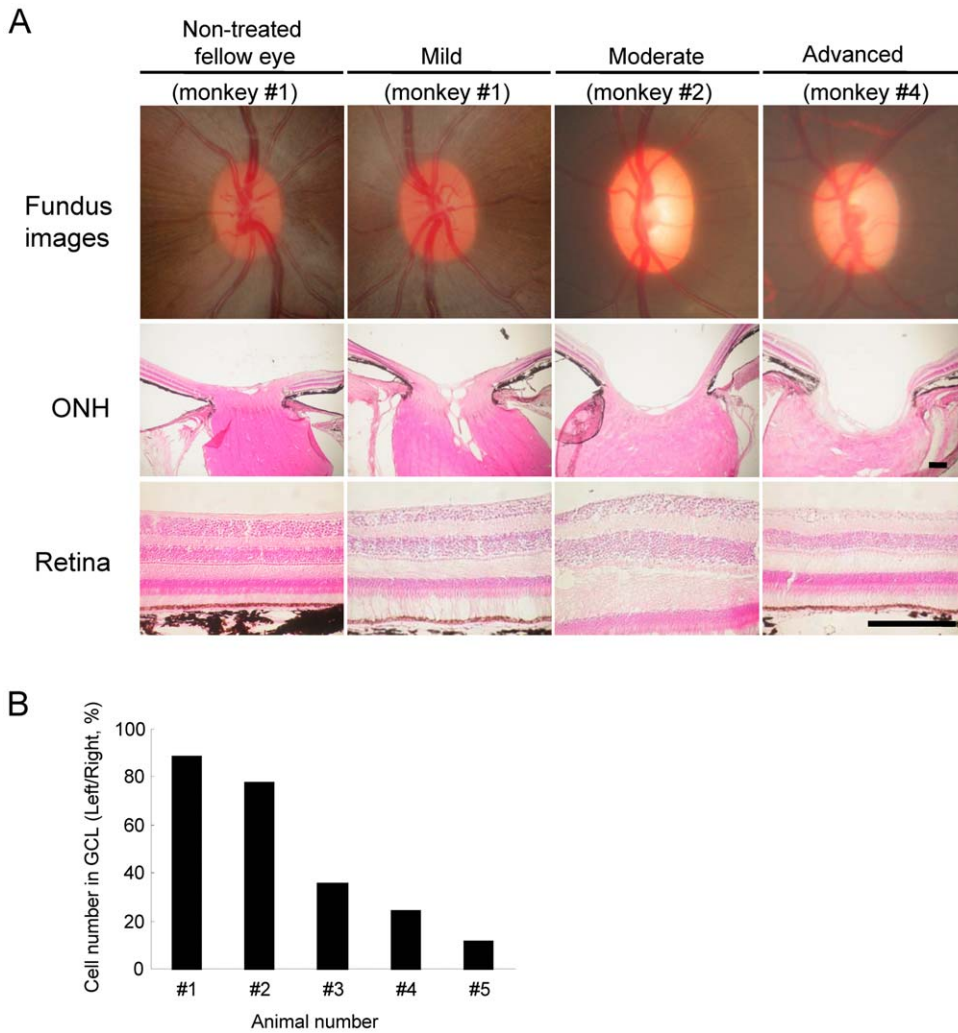 A
Non-treated
fellow eye
Mild
Moderate
Advanced
(monkey #1)
(monkey #1)
(monkey #2)
(monkey #4)
Fundus
images
ONH
Retina
B
Cell number in GCL (Left/Right, %)
100
80
60
40
20
0
#1
#2
#3
#4
#5
Animal number